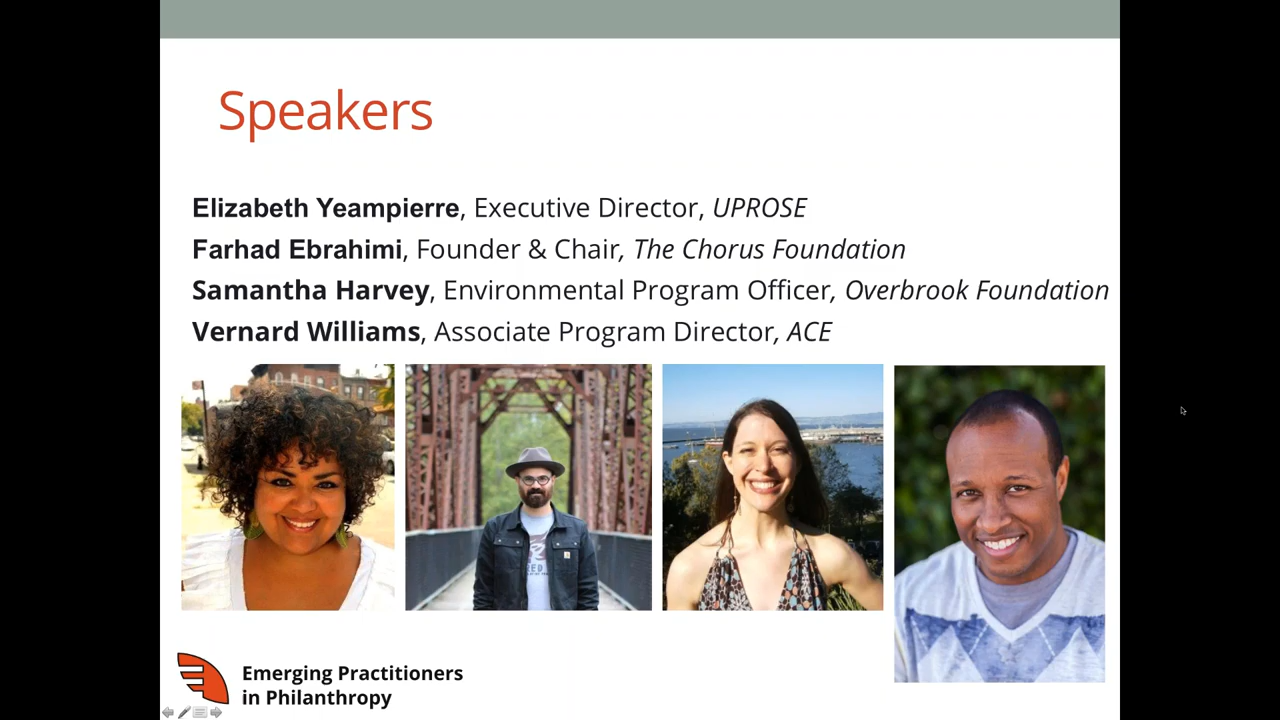 Speakers
Elizabeth Yeampierre, Executive Director, UPROSE
Farhad Ebrahimi, Founder & Chair, The Chorus Foundation
Samantha Harvey, Environmental Program Officer, Overbrook Foundation
Vernard Williams, Associate Program Director, ACE
RED
Emerging Practitioners
in Philanthropy